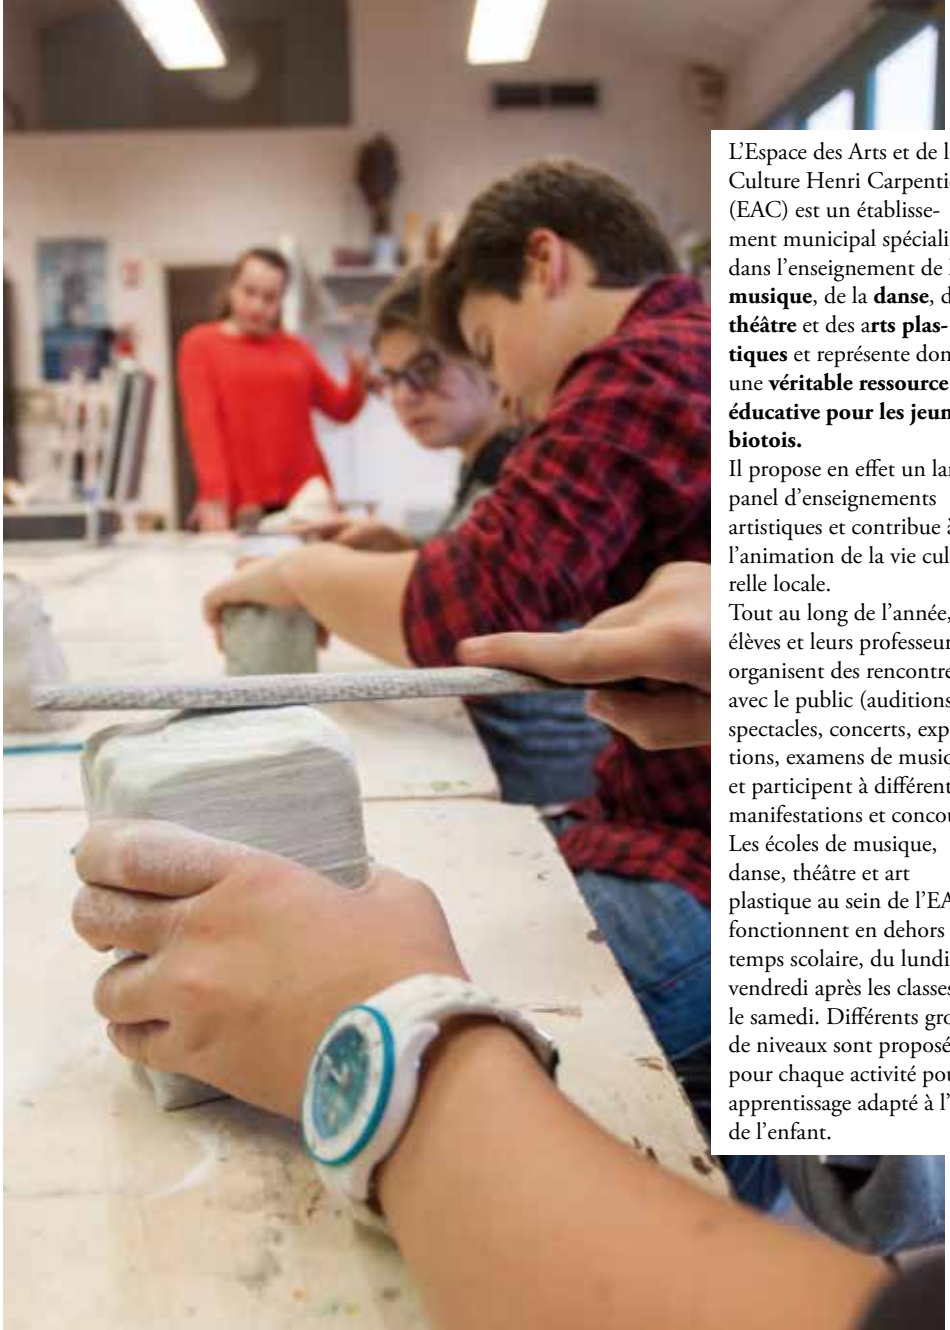 L’Espace des Arts et de l
Culture Henri Carpenti
(EAC) est un établisse-
ment municipal spéciali
dans l’enseignement de l
musique, de la danse, d
théâtre et des arts plas-
tiques et représente don
une véritable ressource
éducative pour les jeun
biotois.
Il propose en effet un lar
panel d’enseignements
artistiques et contribue à
l’animation de la vie cul
relle locale.
Tout au long de l’année,
élèves et leurs professeur
organisent des rencontre
avec le public (auditions
spectacles, concerts, exp
tions, examens de musiq
et participent à différent
manifestations et concou
Les écoles de musique,
danse, théâtre et art
plastique au sein de l’EA
fonctionnent en dehors
temps scolaire, du lundi
vendredi après les classes
le samedi. Différents gro
de niveaux sont proposé
pour chaque activité pou
apprentissage adapté à l’
de l’enfant.